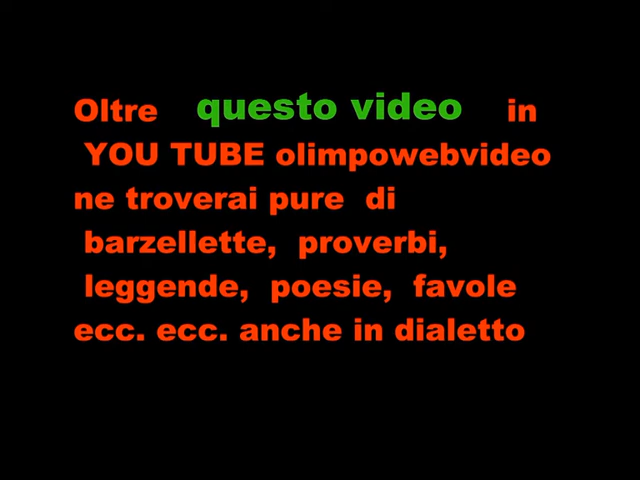 Oltre questo video in
YOU TUBE olimpowebvideo
ne troverai pure di
barzellette, proverbi,
leggende, poesie, favole
ecc. ecc. anche in dialetto